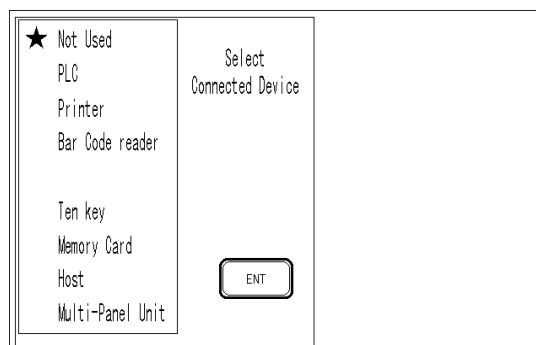 ★ Not Used
PLC
Printer
Bar Code reader
Ten key
Memory Card
Host
Multi-Panel Unit
Select
Connected Device
ENT